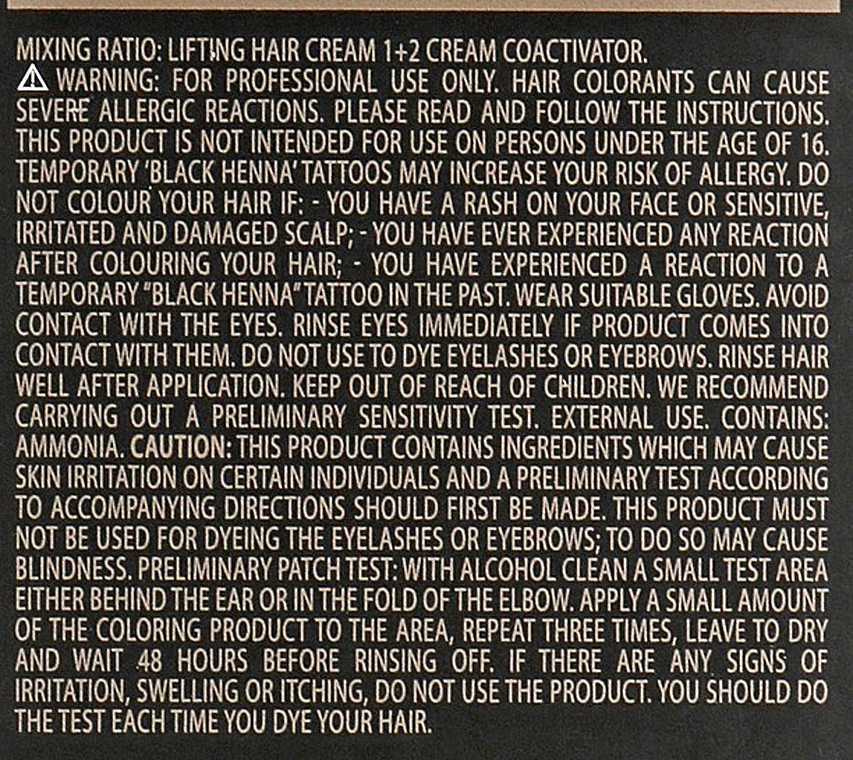 MIXING RATIO: LIFTING HAIR CREAM 1+2 CREAM COACTIVATOR.
⚠ WARNING: FOR PROFESSIONAL USE ONLY. HAIR COLORANTS CAN CAUSE
SEVERE ALLERGIC REACTIONS. PLEASE READ AND FOLLOW THE INSTRUCTIONS.
THIS PRODUCT IS NOT INTENDED FOR USE ON PERSONS UNDER THE AGE OF 16.
TEMPORARY 'BLACK HENNA' TATTOOS MAY INCREASE YOUR RISK OF ALLERGY. DO
NOT COLOUR YOUR HAIR IF: - YOU HAVE A RASH ON YOUR FACE OR SENSITIVE,
IRRITATED AND DAMAGED SCALP; - YOU HAVE EVER EXPERIENCED ANY REACTION
AFTER COLOURING YOUR HAIR; - YOU HAVE EXPERIENCED A REACTION TO A
TEMPORARY "BLACK HENNA" TATTOO IN THE PAST. WEAR SUITABLE GLOVES. AVOID
CONTACT WITH THE EYES. RINSE EYES IMMEDIATELY IF PRODUCT COMES INTO
CONTACT WITH THEM. DO NOT USE TO DYE EYELASHES OR EYEBROWS. RINSE HAIR
WELL AFTER APPLICATION. KEEP OUT OF REACH OF CHILDREN. WE RECOMMEND
CARRYING OUT A PRELIMINARY SENSITIVITY TEST. EXTERNAL USE. CONTAINS:
AMMONIA. CAUTION: THIS PRODUCT CONTAINS INGREDIENTS WHICH MAY CAUSE
SKIN IRRITATION ON CERTAIN INDIVIDUALS AND A PRELIMINARY TEST ACCORDING
TO ACCOMPANYING DIRECTIONS SHOULD FIRST BE MADE. THIS PRODUCT MUST
NOT BE USED FOR DYEING THE EYELASHES OR EYEBROWS; TO DO SO MAY CAUSE
BLINDNESS. PRELIMINARY PATCH TEST: WITH ALCOHOL CLEAN A SMALL TEST AREA
EITHER BEHIND THE EAR OR IN THE FOLD OF THE ELBOW. APPLY A SMALL AMOUNT
OF THE COLORING PRODUCT TO THE AREA, REPEAT THREE TIMES, LEAVE TO DRY
AND WAIT 48 HOURS BEFORE RINSING OFF. IF THERE ARE ANY SIGNS OF
IRRITATION, SWELLING OR ITCHING, DO NOT USE THE PRODUCT. YOU SHOULD DO
THE TEST EACH TIME YOU DYE YOUR HAIR.